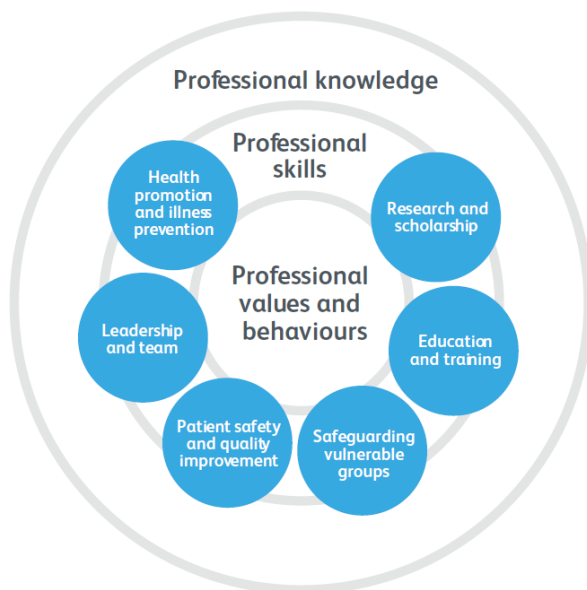 Professional knowledge
Professional
skills
Professional
values and
behaviours
Health
promotion
and illness
prevention
Research and
scholarship
Leadership
and team
Education
and training
Patient safety
and quality
improvement
Safeguarding
vulnerable
groups